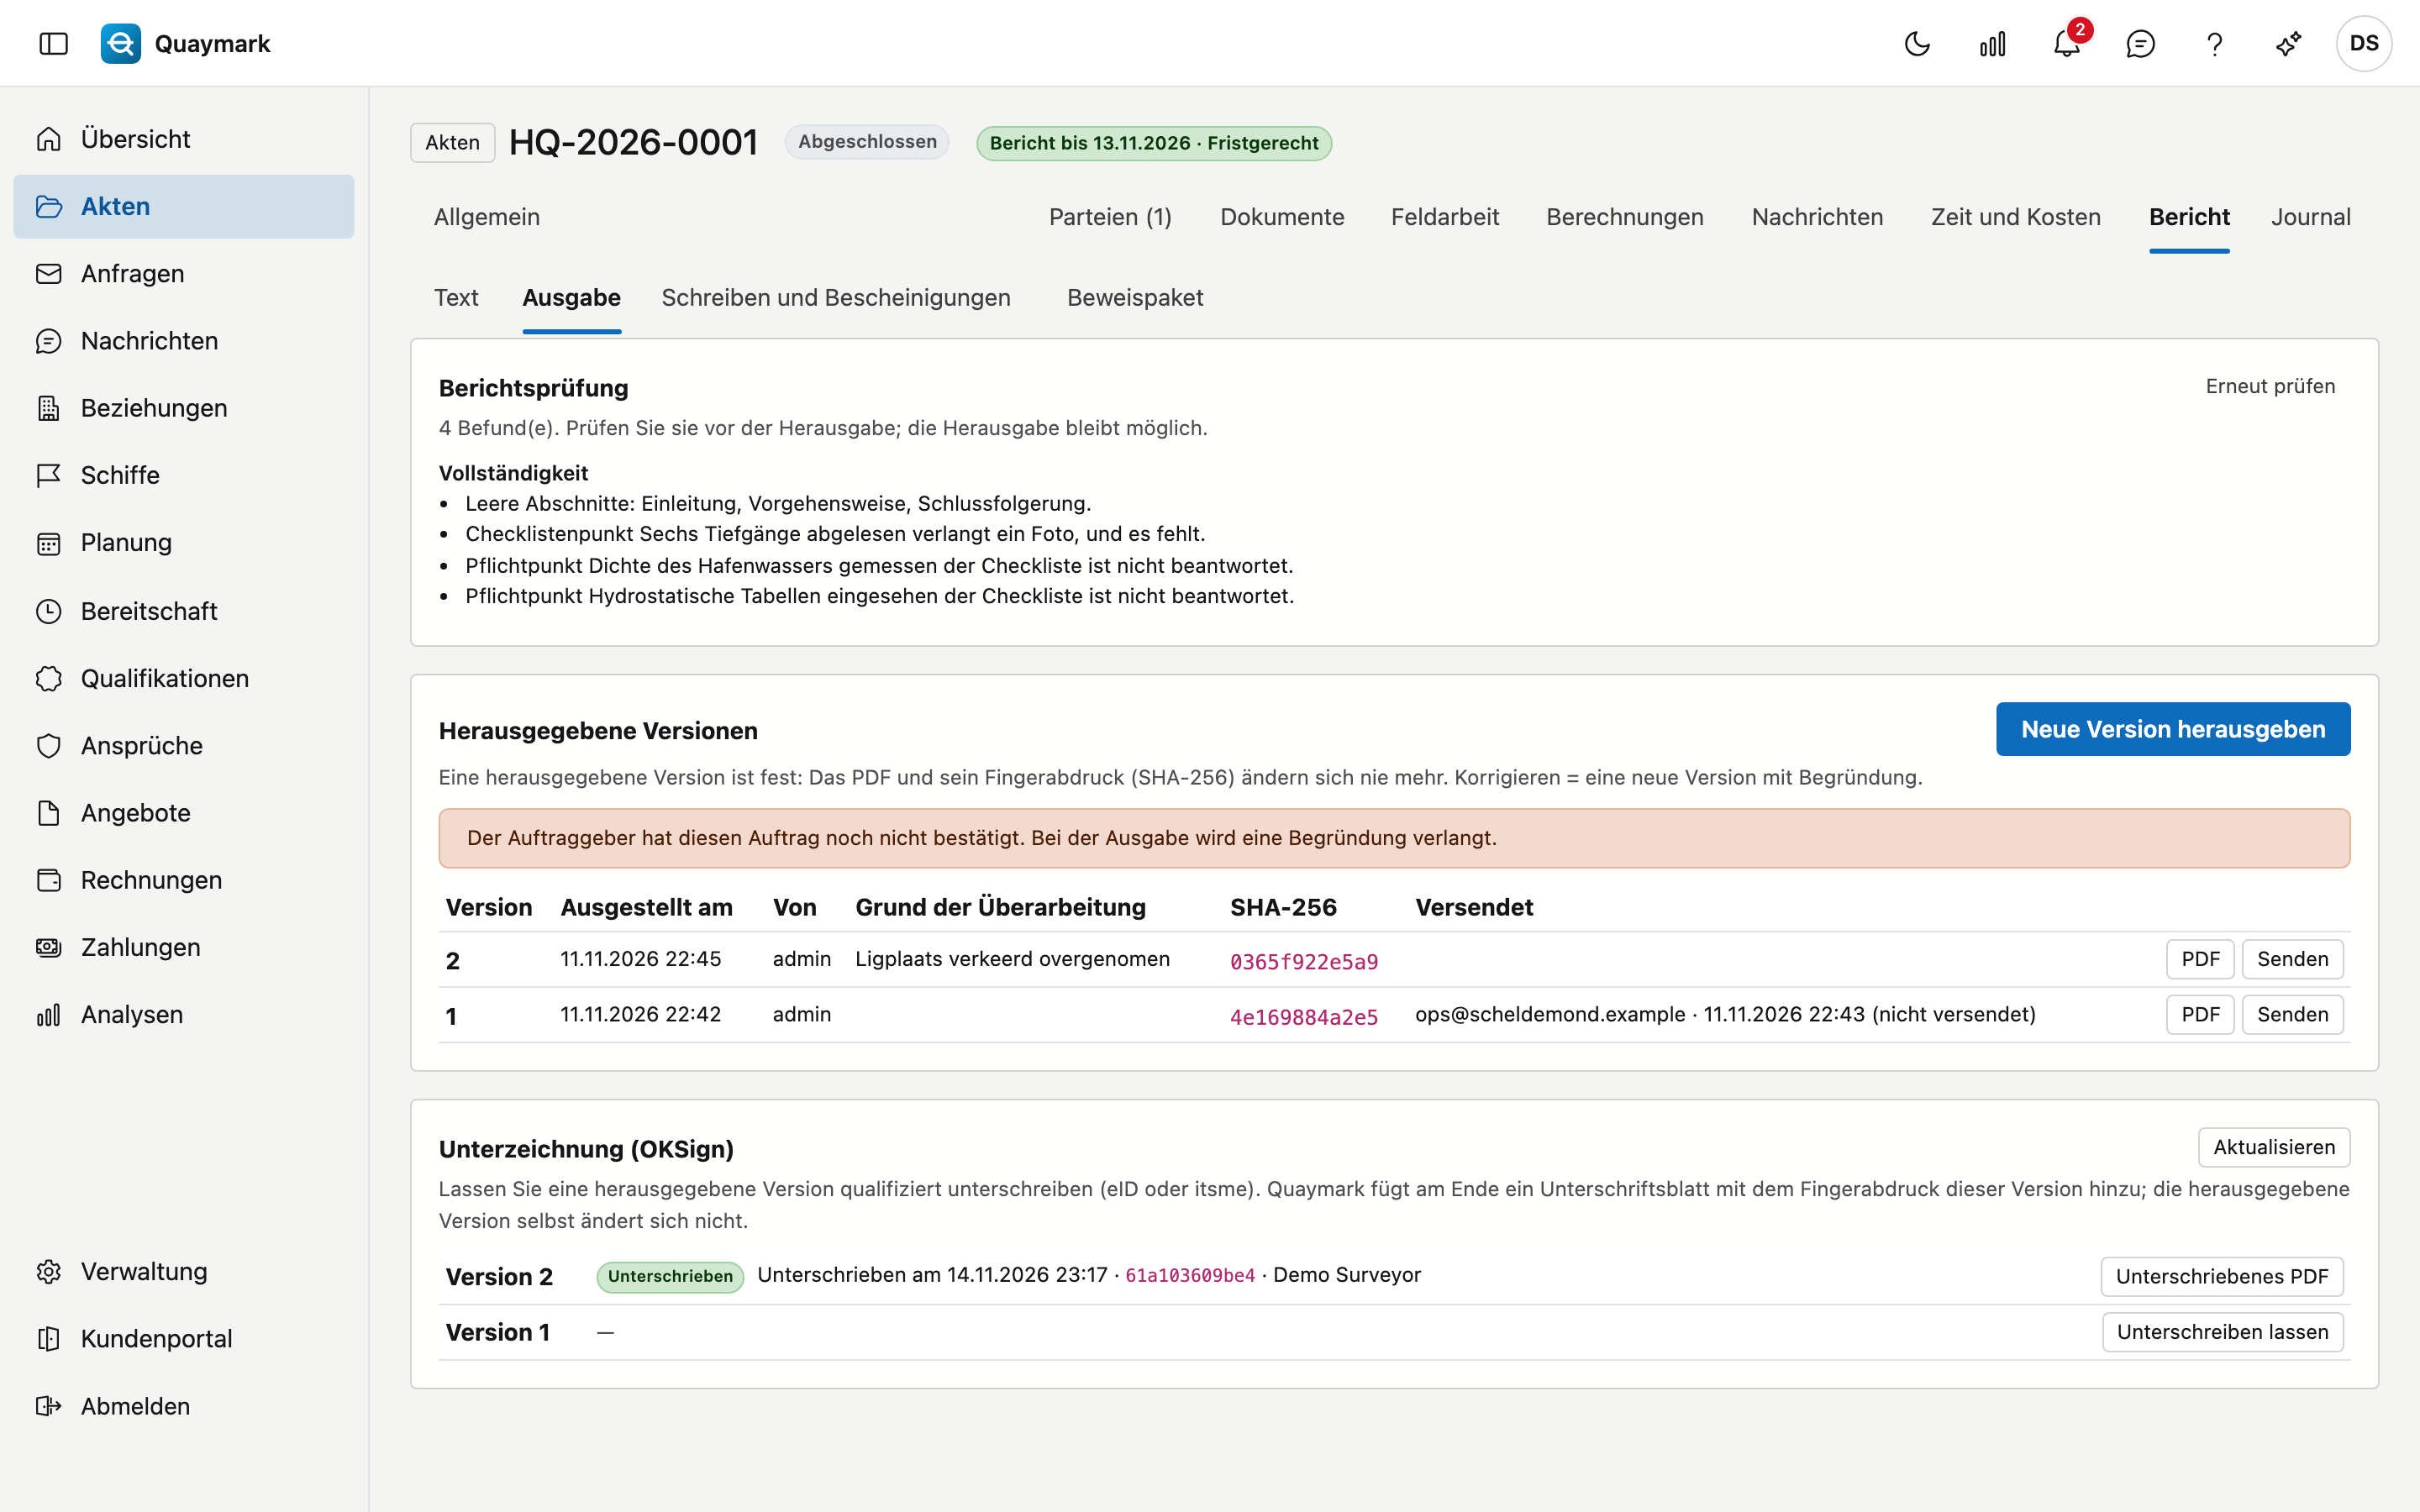 Quaymark
2
DS
Übersicht
Akten
Anfragen
Nachrichten
Beziehungen
Schiffe
Planung
Bereitschaft
Qualifikationen
Ansprüche
Angebote
Rechnungen
Zahlungen
Analysen
Verwaltung
Kundenportal
Abmelden
Akten HQ-2026-0001 Abgeschlossen Bericht bis 13.11.2026 · Fristgerecht
Allgemein Parteien (1) Dokumente Feldarbeit Berechnungen Nachrichten Zeit und Kosten Bericht Journal
Text Ausgabe Schreiben und Bescheinigungen Beweispaket
Berichtsprüfung Erneut prüfen
4 Befund(e). Prüfen Sie sie vor der Herausgabe; die Herausgabe bleibt möglich.
Vollständigkeit
• Leere Abschnitte: Einleitung, Vorgehensweise, Schlussfolgerung.
• Checklistenpunkt Sechs Tiefgänge abgelesen verlangt ein Foto, und es fehlt.
• Pflichtpunkt Dichte des Hafenwassers gemessen der Checkliste ist nicht beantwortet.
• Pflichtpunkt Hydrostatische Tabellen eingesehen der Checkliste ist nicht beantwortet.
Herausgegebene Versionen Neue Version herausgeben
Eine herausgegebene Version ist fest: Das PDF und sein Fingerabdruck (SHA-256) ändern sich nie mehr. Korrigieren = eine neue Version mit Begründung.
Der Auftraggeber hat diesen Auftrag noch nicht bestätigt. Bei der Ausgabe wird eine Begründung verlangt.
Version Ausgestellt am Von Grund der Überarbeitung SHA-256 Versendet
2 11.11.2026 22:45 admin Ligplaats verkeerd overgenomen 0365f922e5a9 PDF Senden
1 11.11.2026 22:42 admin 4e169884a2e5 ops@scheldemond.example · 11.11.2026 22:43 (nicht versendet) PDF Senden
Unterzeichnung (OKSign) Aktualisieren
Lassen Sie eine herausgegebene Version qualifiziert unterschreiben (eID oder itsme). Quaymark fügt am Ende ein Unterschriftsblatt mit dem Fingerabdruck dieser Version hinzu; die herausgegebene
Version selbst ändert sich nicht.
Version 2 Unterschrieben Unterschrieben am 14.11.2026 23:17 · 61a103609be4 · Demo Surveyor Unterschriebenes PDF
Version 1 — Unterschreiben lassen